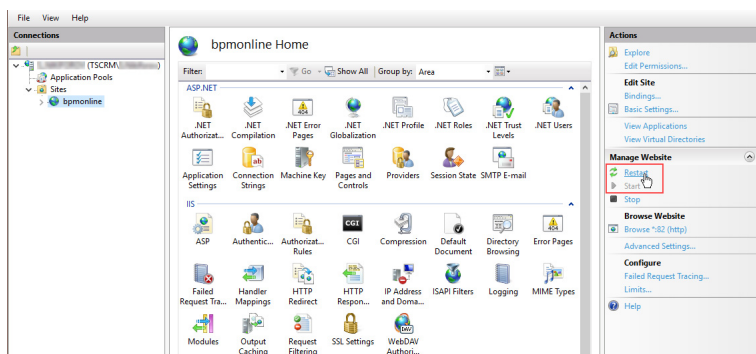 File View Help
Connections
(TSCRM\
Application Pools
Sites
bpmonline
bpmonline Home
Filter: Go Show All Group by: Area
ASP.NET
.NET Authorizat...
.NET Compilation
.NET Error Pages
.NET Globalization
.NET Profile
.NET Roles
.NET Trust Levels
.NET Users
Application Settings
Connection Strings
Machine Key
Pages and Controls
Providers
Session State
SMTP E-mail
IIS
ASP
Authentic...
Authorizat... Rules
CGI
Compression
Default Document
Directory Browsing
Error Pages
Failed Request Tra...
Handler Mappings
HTTP Redirect
HTTP Respon...
IP Address and Doma...
ISAPI Filters
Logging
MIME Types
Modules
Output Caching
Request Filtering
SSL Settings
WebDAV Authori...
Actions
Explore
Edit Permissions...
Edit Site
Bindings...
Basic Settings...
View Applications
View Virtual Directories
Manage Website
Restart
Start
Stop
Browse Website
Browse *:82 (http)
Advanced Settings...
Configure
Failed Request Tracing...
Limits...
Help